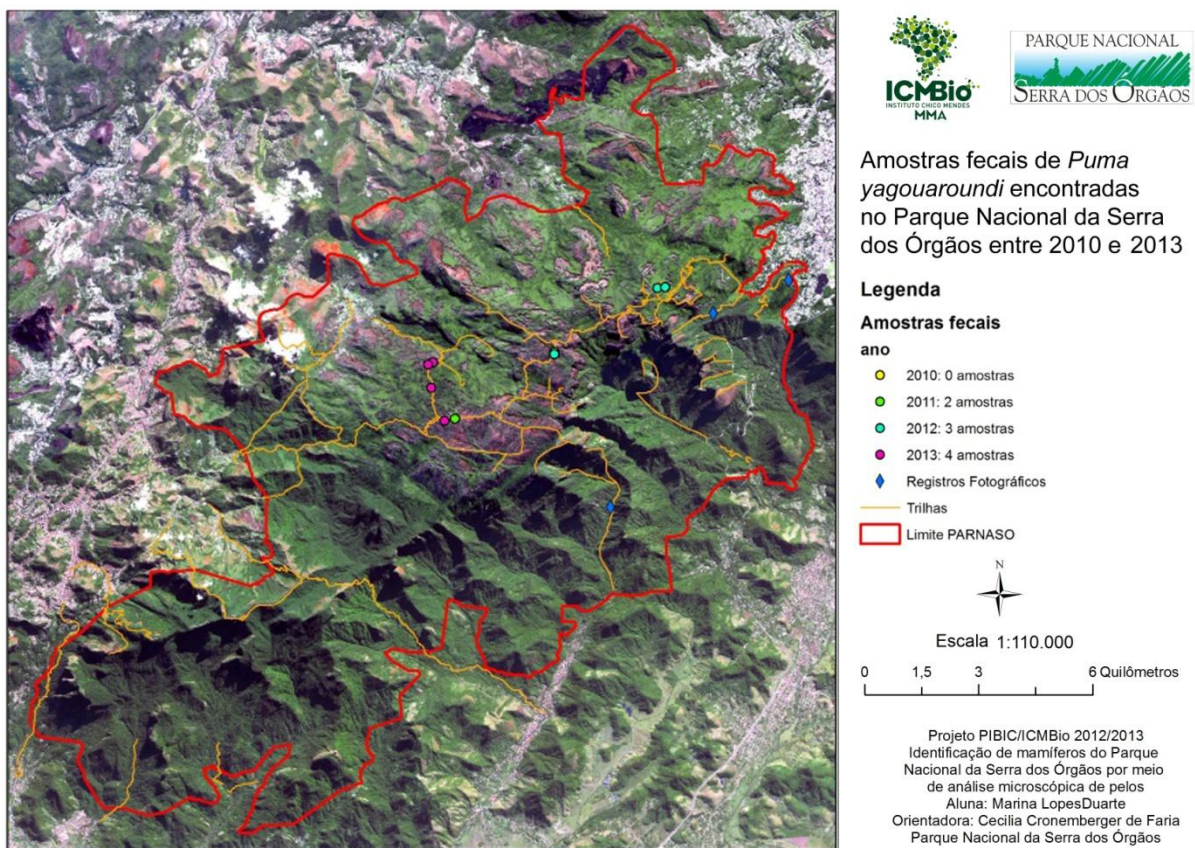 ICMBio
INSTITUTO CHICO MENDES
MMA
PARQUE NACIONAL
SERRA DOS ÓRGÃOS
Amostras fecais de Puma
yagouaroundi encontradas
no Parque Nacional da Serra
dos Órgãos entre 2010 e 2013
Legenda
Amostras fecais
ano
2010: 0 amostras
2011: 2 amostras
2012: 3 amostras
2013: 4 amostras
Registros Fotográficos
Trilhas
Limite PARNASO
N
Escala 1:110.000
0 1,5 3 6 Quilômetros
Projeto PIBIC/ICMBio 2012/2013
Identificação de mamíferos do Parque
Nacional da Serra dos Órgãos por meio
de análise microscópica de pelos
Aluna: Marina LopesDuarte
Orientadora: Cecilia Cronemberger de Faria
Parque Nacional da Serra dos Órgãos